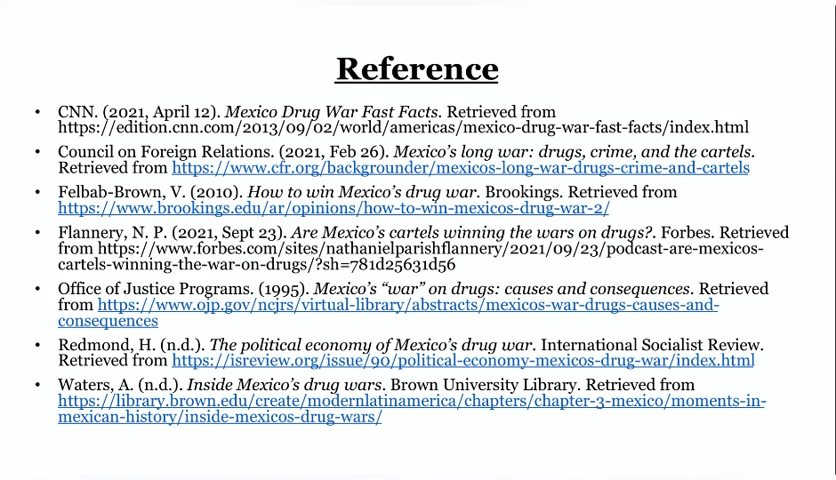 Reference
• CNN. (2021, April 12). Mexico Drug War Fast Facts. Retrieved from
https://edition.cnn.com/2013/09/02/world/americas/mexico-drug-war-fast-facts/index.html
• Council on Foreign Relations. (2021, Feb 26). Mexico’s long war: drugs, crime, and the cartels.
Retrieved from https://www.cfr.org/backgrounder/mexicos-long-war-drugs-crime-and-cartels
• Felbab-Brown, V. (2010). How to win Mexico’s drug war. Brookings. Retrieved from
https://www.brookings.edu/ar/opinions/how-to-win-mexicos-drug-war-2/
• Flannery, N. P. (2021, Sept 23). Are Mexico’s cartels winning the wars on drugs?. Forbes. Retrieved
from https://www.forbes.com/sites/nathanielparishflannery/2021/09/23/podcast-are-mexicos-
cartels-winning-the-war-on-drugs/?sh=781d25631d56
• Office of Justice Programs. (1995). Mexico’s “war” on drugs: causes and consequences. Retrieved
from https://www.ojp.gov/ncjrs/virtual-library/abstracts/mexicos-war-drugs-causes-and-
consequences
• Redmond, H. (n.d.). The political economy of Mexico’s drug war. International Socialist Review.
Retrieved from https://isreview.org/issue/90/political-economy-mexicos-drug-war/index.html
• Waters, A. (n.d.). Inside Mexico’s drug wars. Brown University Library. Retrieved from
https://library.brown.edu/create/modernlatinamerica/chapters/chapter-3-mexico/moments-in-
mexican-history/inside-mexicos-drug-wars/